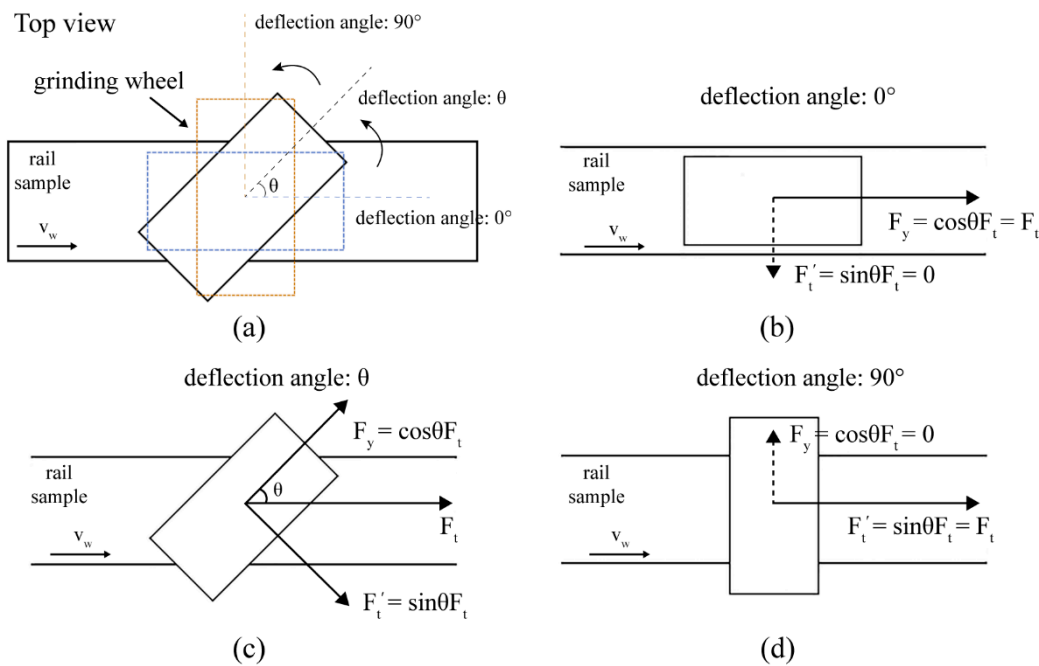 Top view
deflection angle: 90°
grinding wheel
deflection angle: θ
rail
sample
θ
deflection angle: 0°
v_w
(a)
deflection angle: 0°
rail
sample
v_w
F_y = cosθF_t = F_t
F_t′ = sinθF_t = 0
(b)
deflection angle: θ
rail
sample
F_y = cosθF_t
θ
v_w
F_t
F_t′ = sinθF_t
(c)
deflection angle: 90°
rail
sample
F_y = cosθF_t = 0
v_w
F_t′ = sinθF_t = F_t
(d)